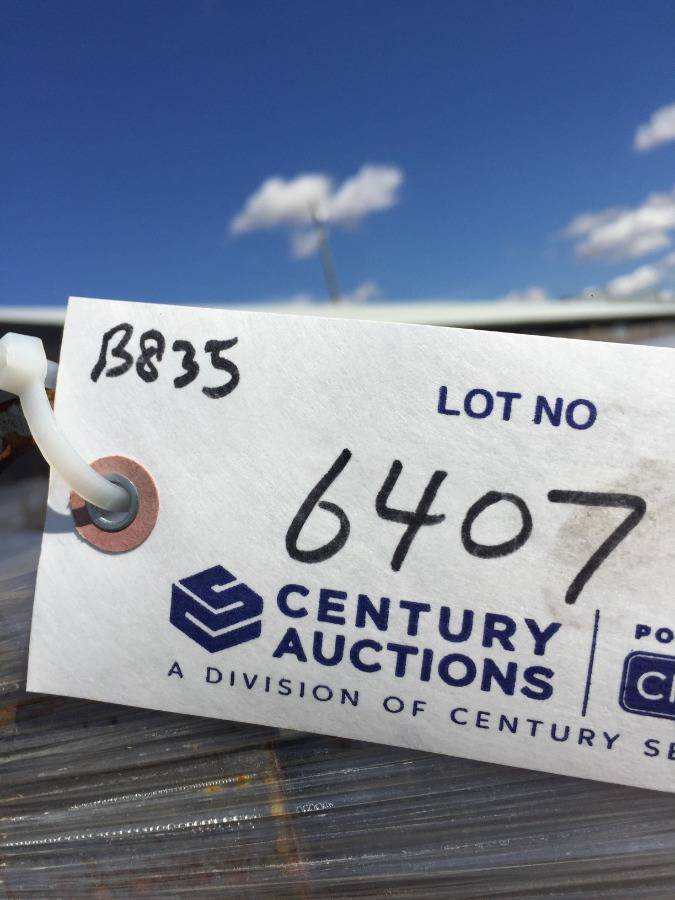 B835
LOT NO
6407
CENTURY
AUCTIONS
A DIVISION OF CENTURY